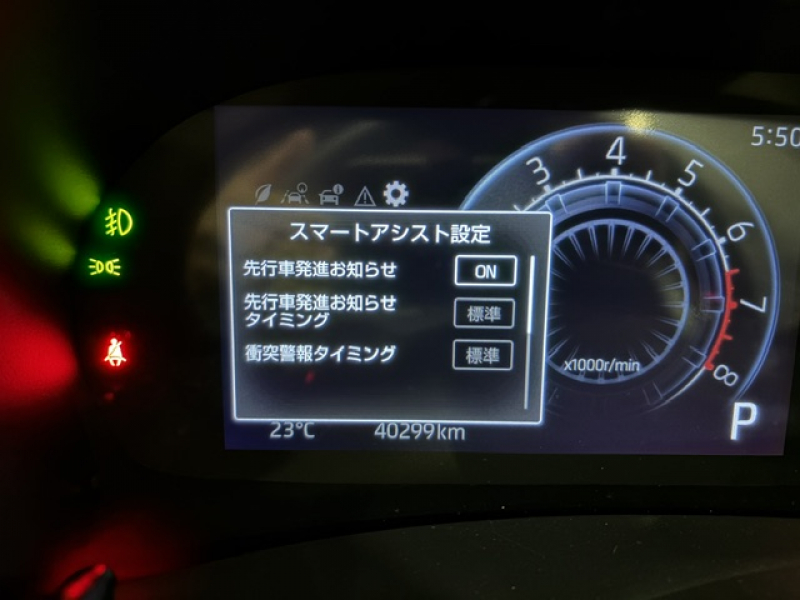 5:50
3
4
5
6
7
8
スマートアシスト設定
先行車発進お知らせ ON
先行車発進お知らせ
タイミング 標準
衝突警報タイミング 標準
x1000r/min
P
23°C 40299km